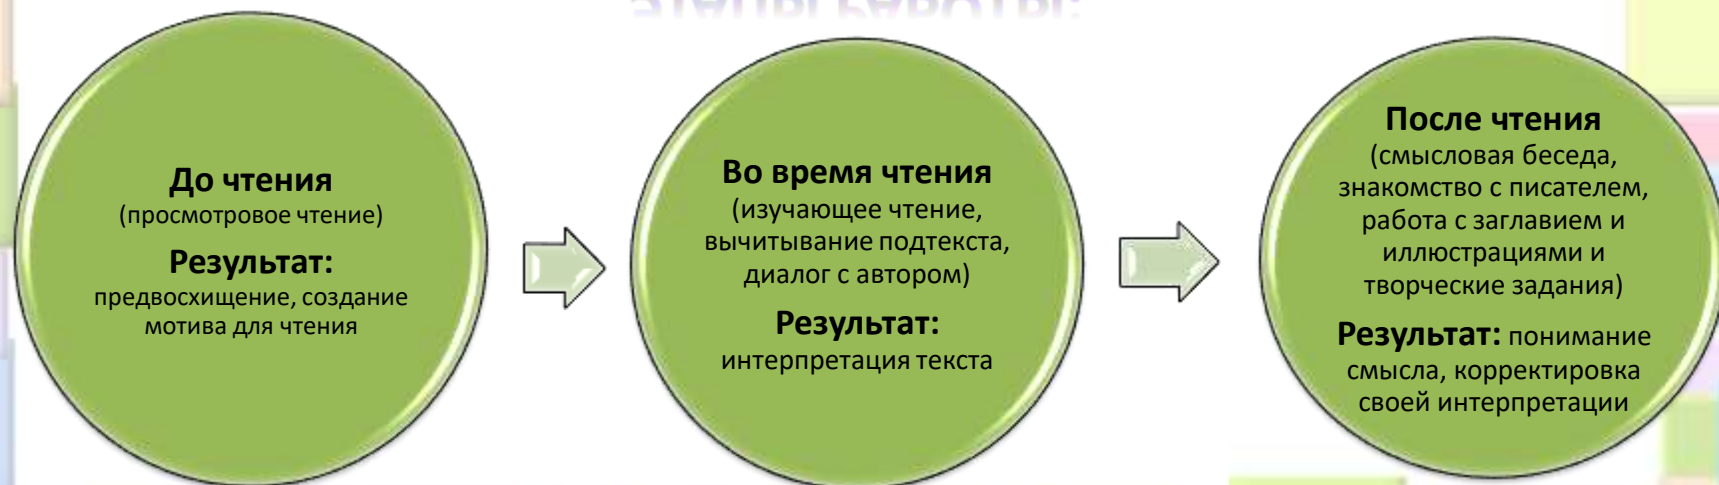 ЭТАПЫ РАБОТЫ:
До чтения
(просмотровое чтение)
Результат:
предвосхищение, создание
мотива для чтения
Во время чтения
(изучающее чтение,
вычитывание подтекста,
диалог с автором)
Результат:
интерпретация текста
После чтения
(смысловая беседа,
знакомство с писателем,
работа с заглавием и
иллюстрациями и
творческие задания)
Результат: понимание
смысла, корректировка
своей интерпретации